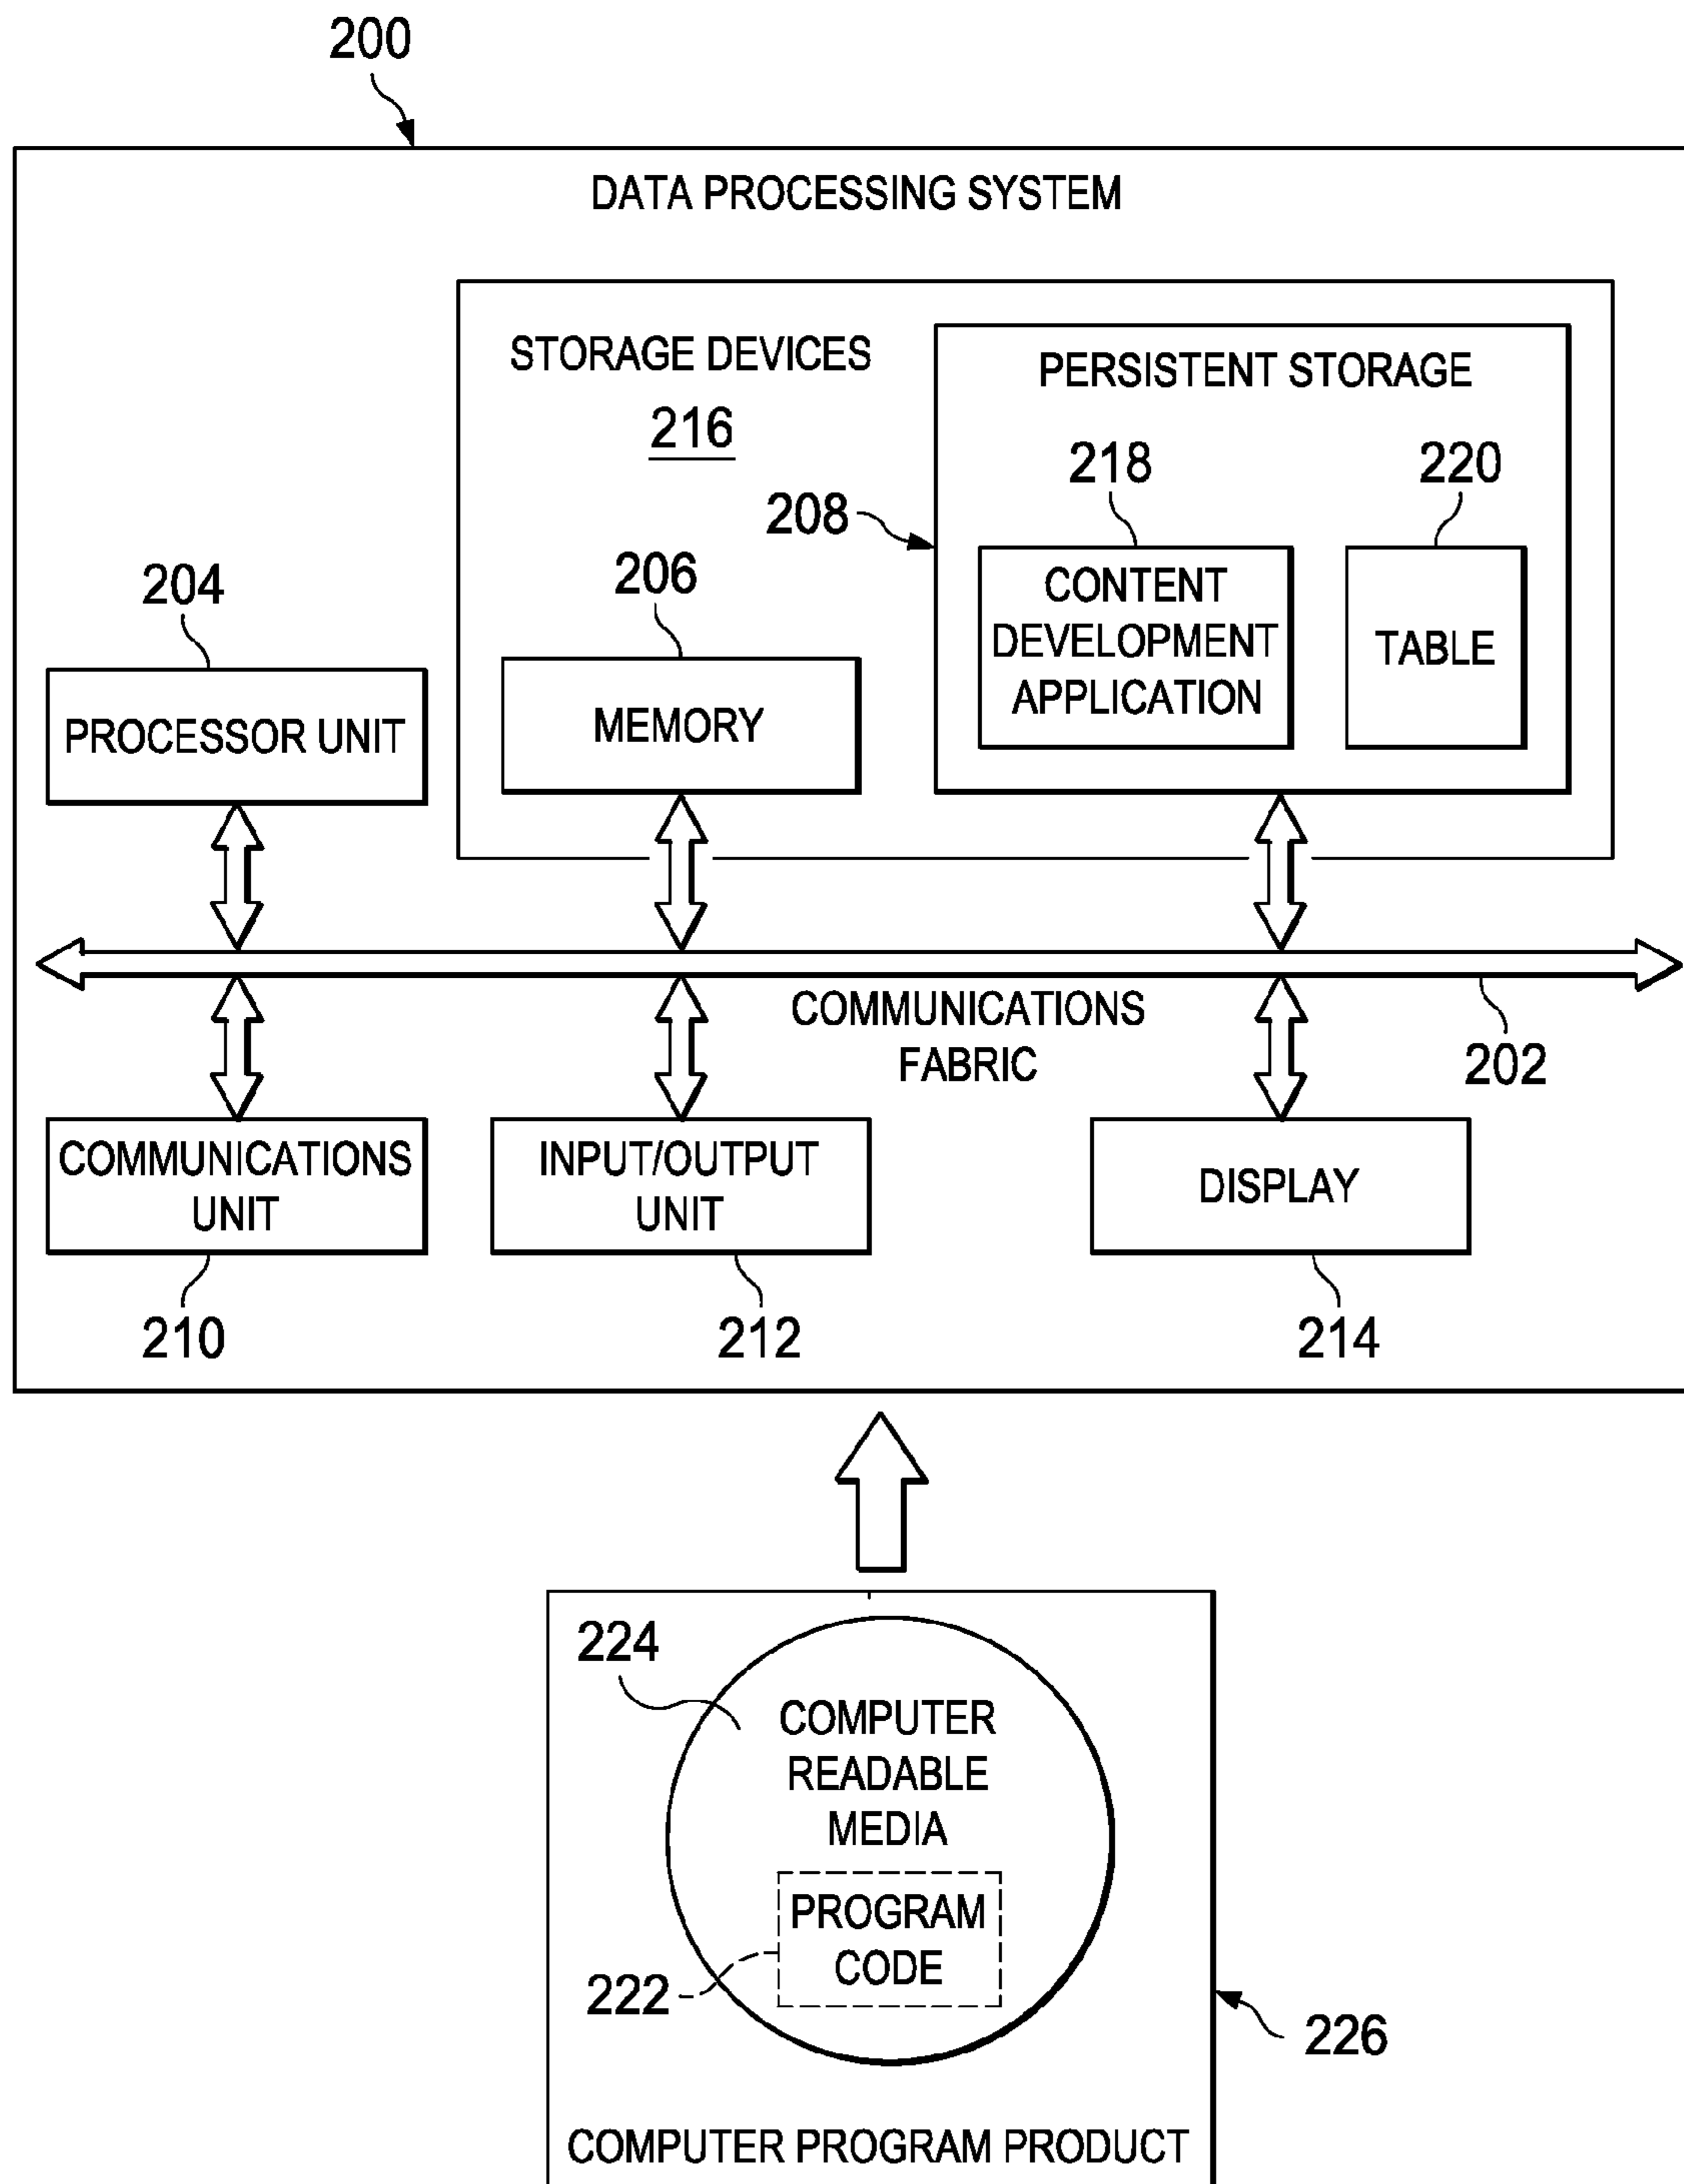 200
DATA PROCESSING SYSTEM
STORAGE DEVICES
216
PERSISTENT STORAGE
208
218
220
CONTENT
DEVELOPMENT
APPLICATION
TABLE
204
206
PROCESSOR UNIT
MEMORY
COMMUNICATIONS
FABRIC
202
COMMUNICATIONS
UNIT
INPUT/OUTPUT
UNIT
DISPLAY
210
212
214
224
COMPUTER
READABLE
MEDIA
PROGRAM
CODE
222
226
COMPUTER PROGRAM PRODUCT